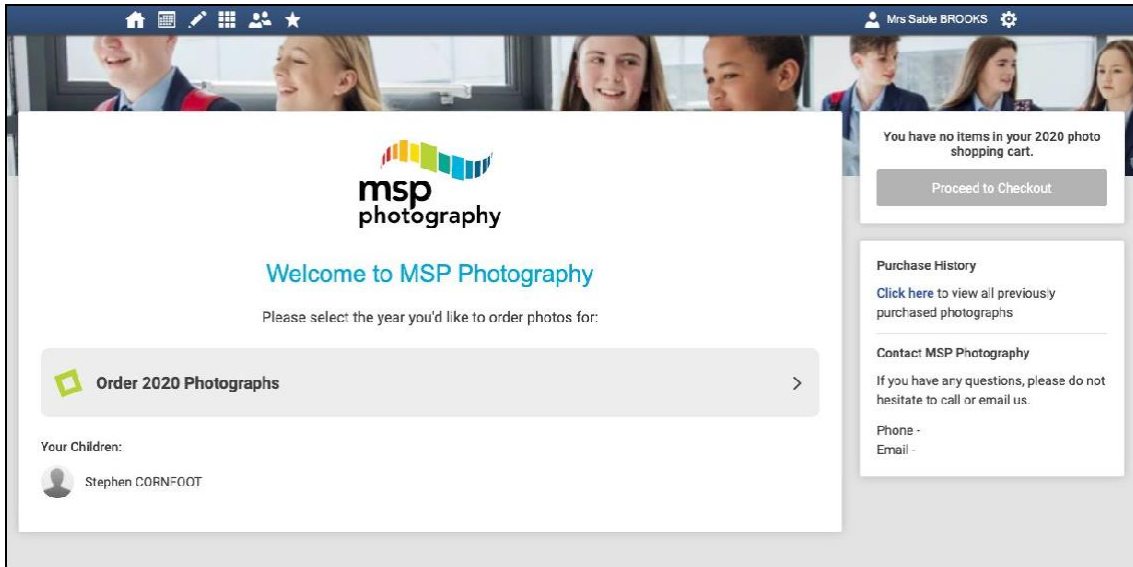 Mrs Sable BROOKS
msp
photography
Welcome to MSP Photography
Please select the year you'd like to order photos for:
Order 2020 Photographs
Your Children:
Stephen CORNFOOT
You have no items in your 2020 photo
shopping cart.
Proceed to Checkout
Purchase History
Click here to view all previously
purchased photographs
Contact MSP Photography
If you have any questions, please do not
hesitate to call or email us.
Phone -
Email -